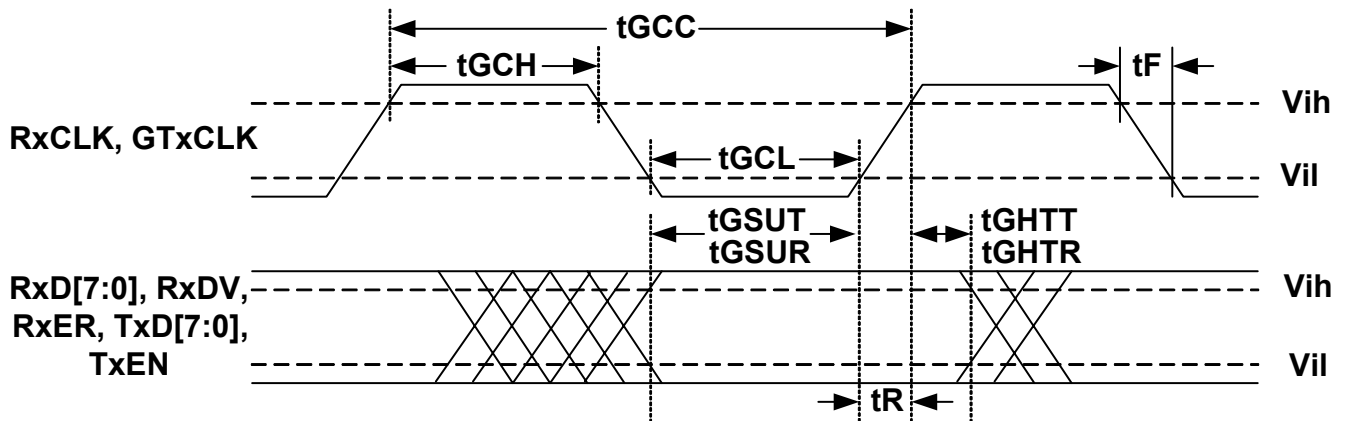 tGCC
tGCH
tF
Vih
RxCLK, GTxCLK
tGCL
Vil
tGSUT
tGSUR
tGHTT
tGHTR
RxD[7:0], RxDV,
RxER, TxD[7:0],
TxEN
Vih
Vil
tR